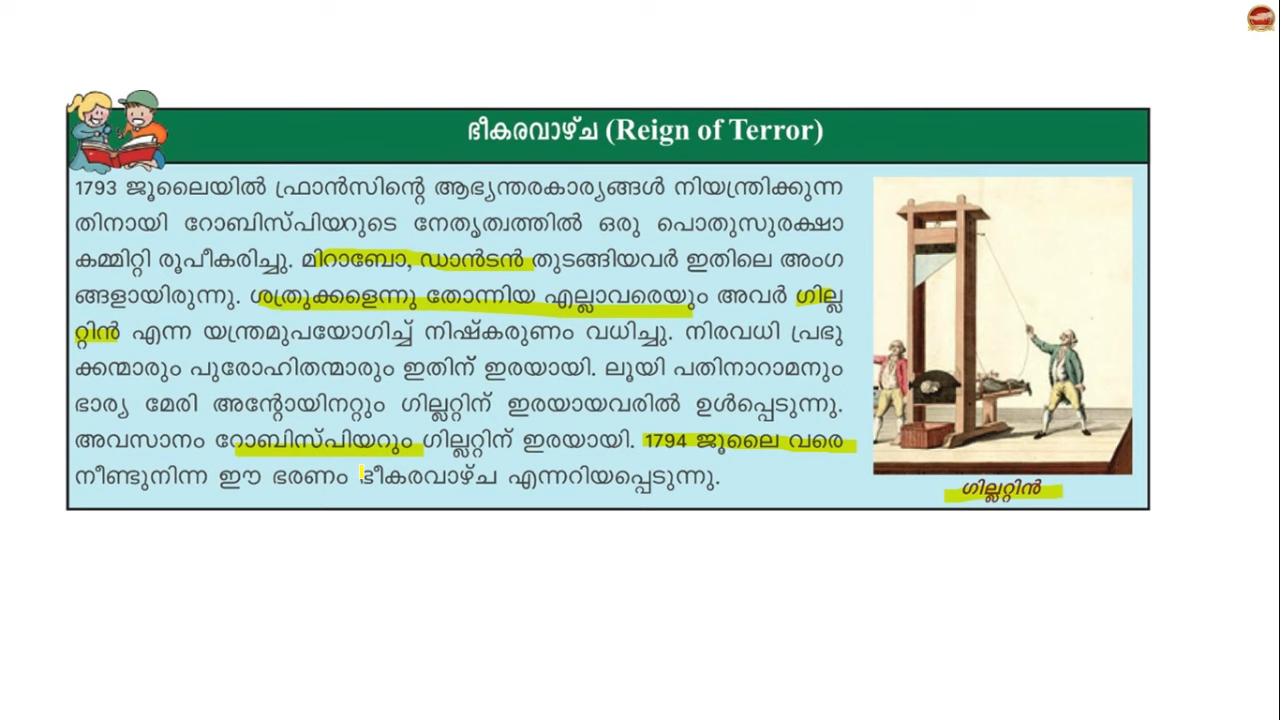 ഭീകരവാഴ്ച (Reign of Terror)
1793 ജൂലൈയിൽ ഫ്രാൻസിന്റെ ആഭ്യന്തരകാര്യങ്ങൾ നിയന്ത്രിക്കുന്ന
തിനായി റോബിസ്പിയറുടെ നേതൃത്വത്തിൽ ഒരു പൊതുസുരക്ഷാ
കമ്മിറ്റി രൂപീകരിച്ചു. മിറാബോ, ഡാൻടൻ തുടങ്ങിയവർ ഇതിലെ അംഗ
ങ്ങളായിരുന്നു. ശത്രുക്കളെന്നു തോന്നിയ എല്ലാവരെയും അവർ ഗില്ല
റ്റിൻ എന്ന യന്ത്രമുപയോഗിച്ച് നിഷ്കരുണം വധിച്ചു. നിരവധി പ്രഭു
ക്കന്മാരും പുരോഹിതന്മാരും ഇതിന് ഇരയായി. ലൂയി പതിനാറാമനും
ഭാര്യ മേരി അന്റോയിനറ്റും ഗില്ലറ്റിന് ഇരയായവരിൽ ഉൾപ്പെടുന്നു.
അവസാനം റോബിസ്പിയറും ഗില്ലറ്റിന് ഇരയായി. 1794 ജൂലൈ വരെ
നീണ്ടുനിന്ന ഈ ഭരണം ഭീകരവാഴ്ച എന്നറിയപ്പെടുന്നു.
ഗില്ലറ്റിൻ